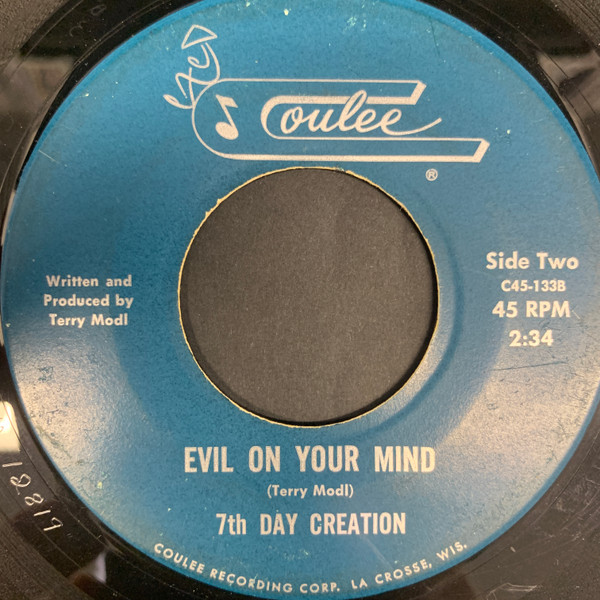 Coulee
®
Written and
Produced by
Terry Modl
Side Two
C45-133B
45 RPM
2:34
EVIL ON YOUR MIND
(Terry Modl)
7th DAY CREATION
COULEE RECORDING CORP. LA CROSSE, WIS.
12819